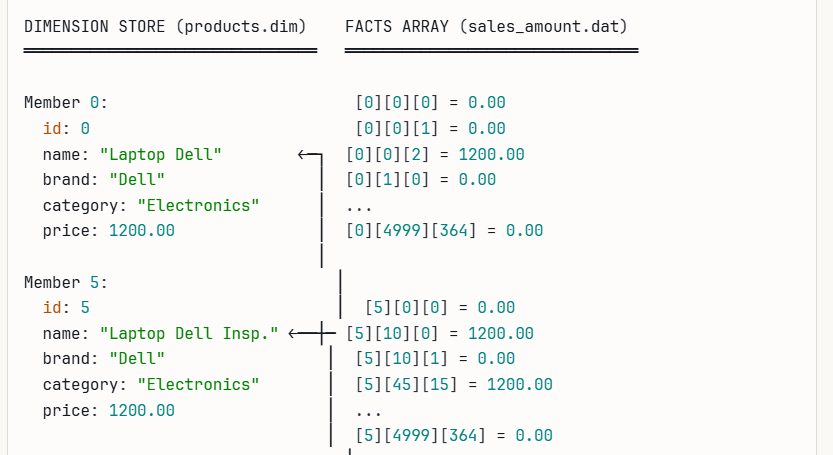 DIMENSION STORE (products.dim)    FACTS ARRAY (sales_amount.dat)
═══════════════════════════════   ═══════════════════════════════
Member 0:                          [0][0][0] = 0.00
  id: 0                            [0][0][1] = 0.00
  name: "Laptop Dell"        ←─┐  [0][0][2] = 1200.00
  brand: "Dell"                │  [0][1][0] = 0.00
  category: "Electronics"      │  ...
  price: 1200.00               │  [0][4999][364] = 0.00
                               │
Member 5:                        │
  id: 5                          │  [5][0][0] = 0.00
  name: "Laptop Dell Insp." ←──┼─ [5][10][0] = 1200.00
  brand: "Dell"                 │  [5][10][1] = 0.00
  category: "Electronics"       │  [5][45][15] = 1200.00
  price: 1200.00                │  ...
                                │  [5][4999][364] = 0.00